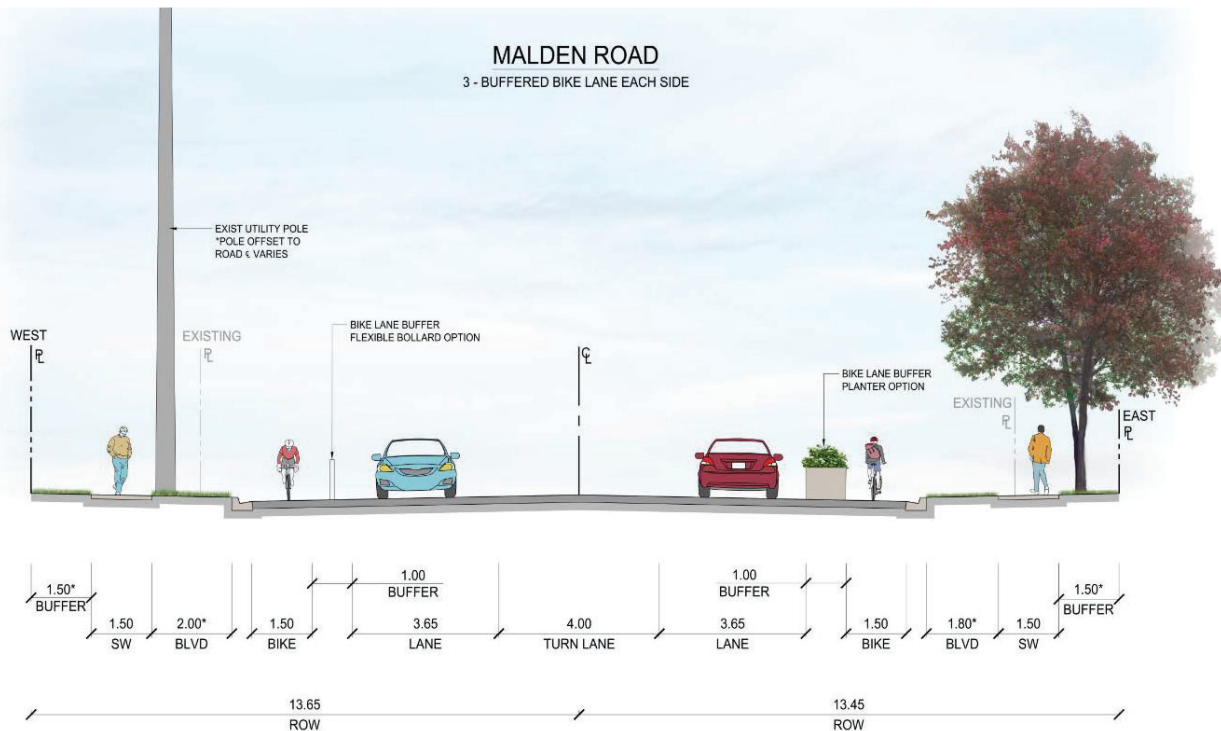 MALDEN ROAD
3 - BUFFERED BIKE LANE EACH SIDE
EXIST UTILITY POLE
*POLE OFFSET TO
ROAD ℄ VARIES
WEST
℄
EXISTING
℄
BIKE LANE BUFFER
FLEXIBLE BOLLARD OPTION
℄
BIKE LANE BUFFER
PLANTER OPTION
EXISTING
℄
EAST
℄
1.50*
BUFFER
1.00
BUFFER
1.00
BUFFER
1.50*
BUFFER
1.50
SW
2.00*
BLVD
1.50
BIKE
3.65
LANE
4.00
TURN LANE
3.65
LANE
1.50
BIKE
1.80*
BLVD
1.50
SW
13.65
ROW
13.45
ROW